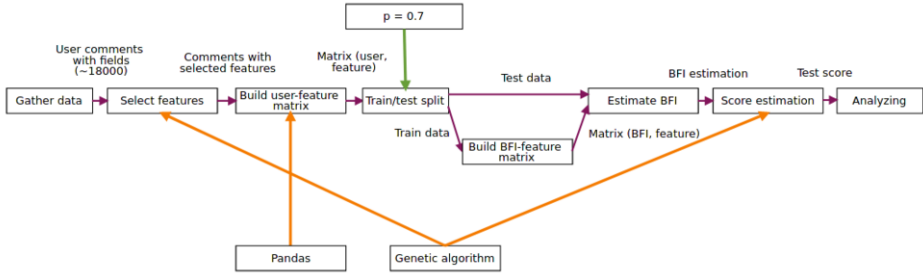 p = 0.7
User comments
with fields
(~18000)
Comments with
selected features
Matrix (user,
feature)
Test data
BFI estimation
Test score
Gather data
Select features
Build user-feature
matrix
Train/test split
Estimate BFI
Score estimation
Analyzing
Train data
Build BFI-feature
matrix
Matrix (BFI, feature)
Pandas
Genetic algorithm